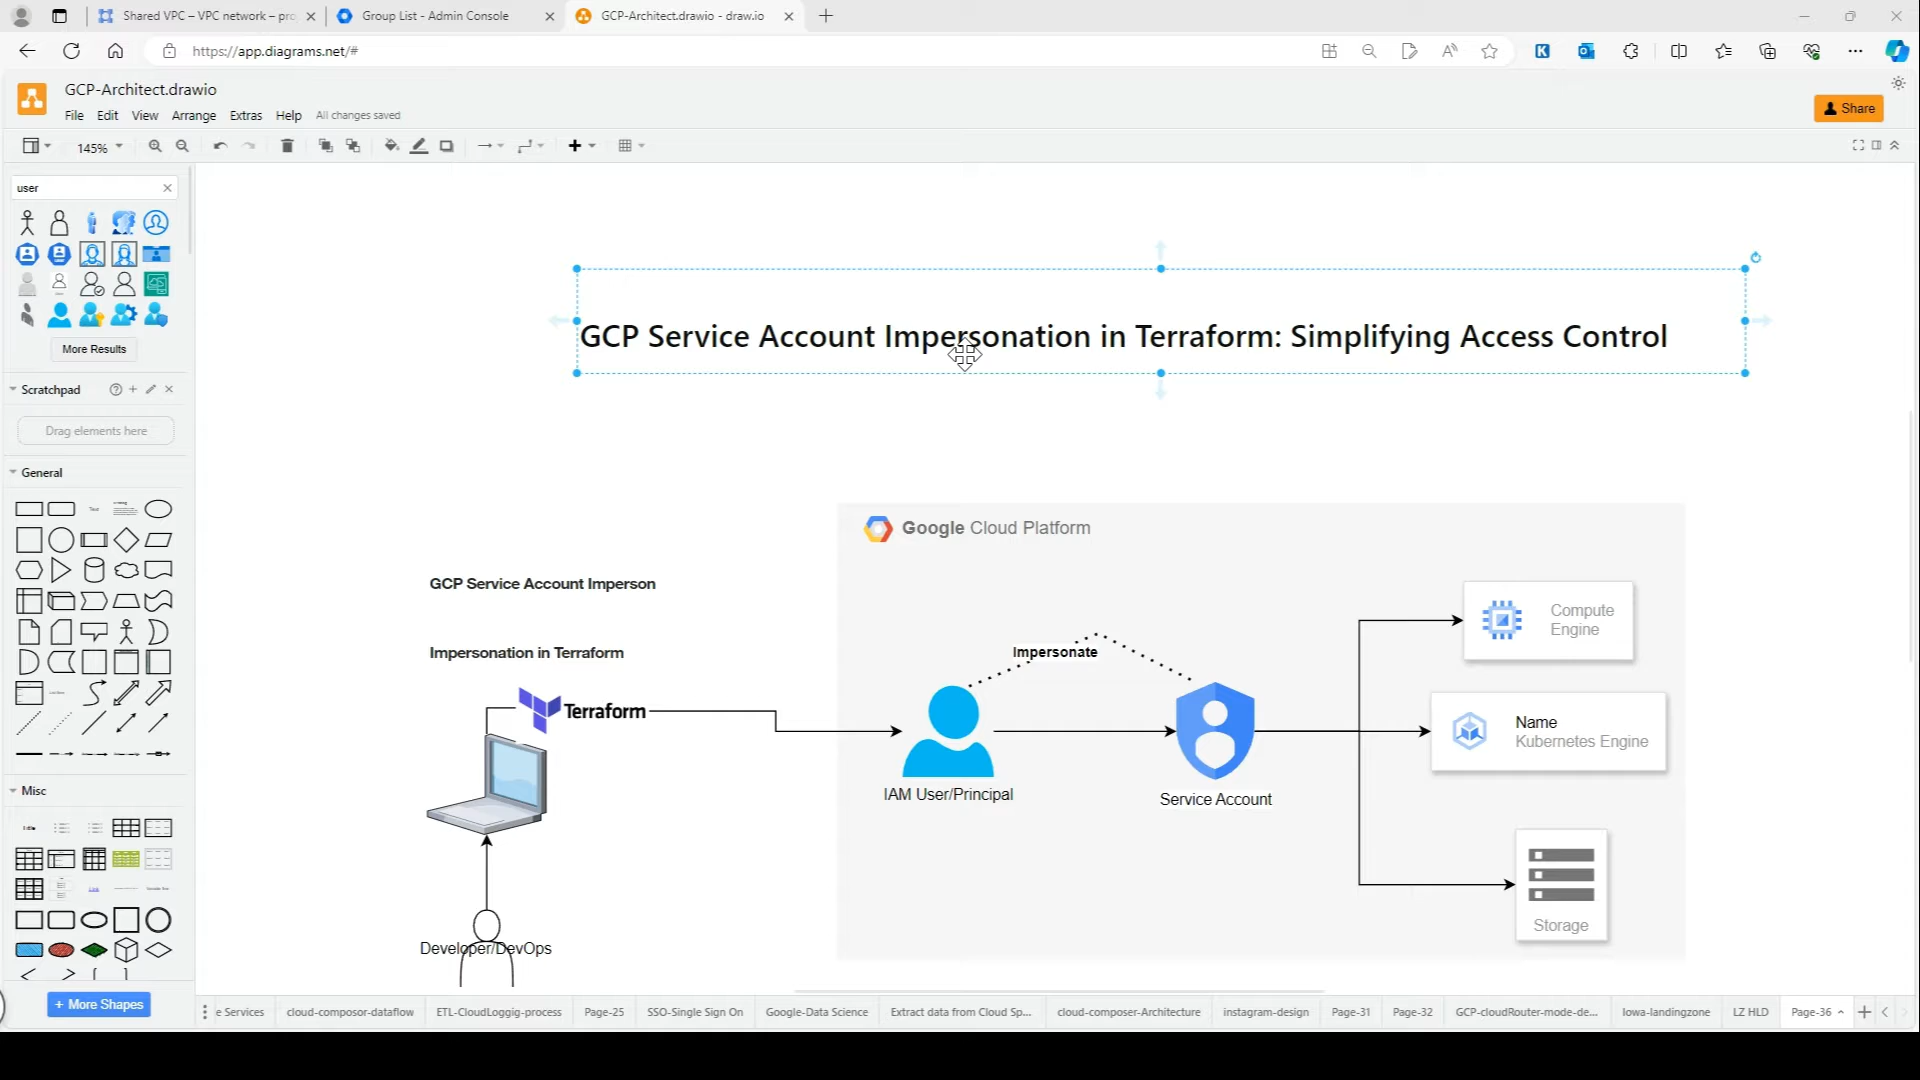 Shared VPC – VPC network – pro
Group List - Admin Console
GCP-Architect.drawio - draw.io
https://app.diagrams.net/#
GCP-Architect.drawio
File Edit View Arrange Extras Help All changes saved
Share
145%
user
More Results
Scratchpad
Drag elements here
General
Text
Misc
Title
Link
+ More Shapes
GCP Service Account Impersonation in Terraform: Simplifying Access Control
Google Cloud Platform
GCP Service Account Imperson
Impersonation in Terraform
Terraform
Developer/DevOps
Impersonate
IAM User/Principal
Service Account
Compute
Engine
Name
Kubernetes Engine
Storage
e Services
cloud-composor-dataflow
ETL-CloudLoggig-process
Page-25
SSO-Single Sign On
Google-Data Science
Extract data from Cloud Sp...
cloud-composer-Architecture
instagram-design
Page-31
Page-32
GCP-cloudRouter-mode-de...
Iowa-landingzone
LZ HLD
Page-36